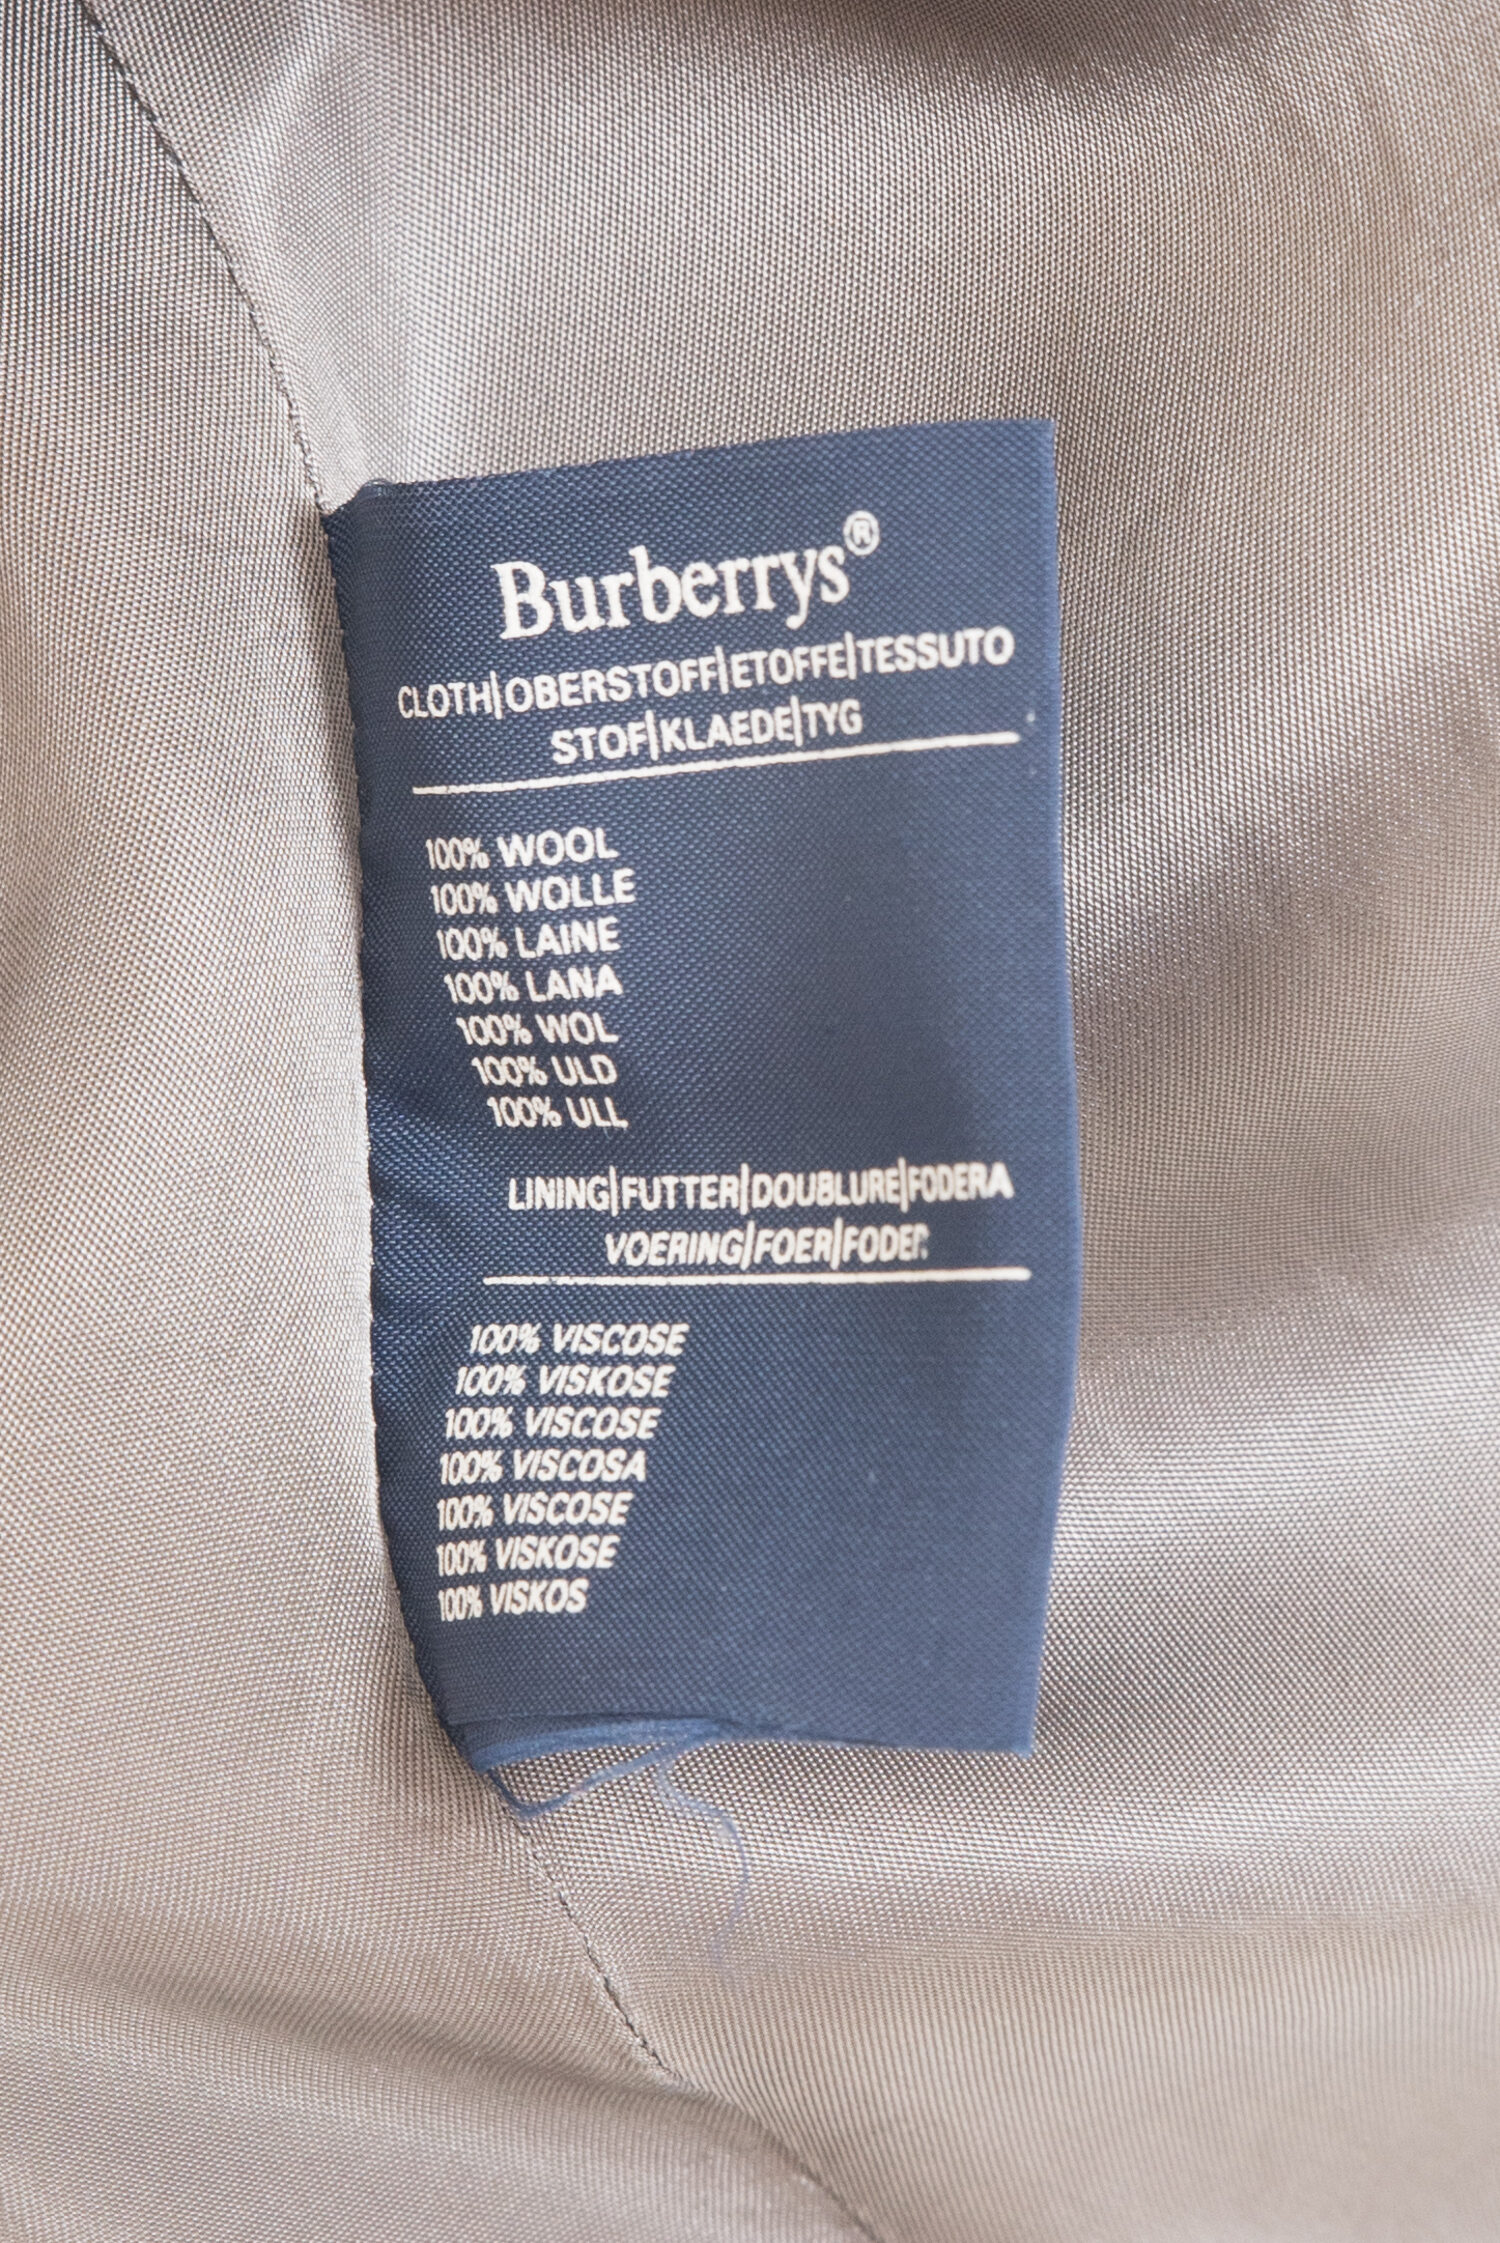 Burberrys®
CLOTH|OBERSTOFF|ETOFFE|TESSUTO
STOF|KLAEDE|TYG
100% WOOL
100% WOLLE
100% LAINE
100% LANA
100% WOL
100% ULD
100% ULL
LINING|FUTTER|DOUBLURE|FODERA
VOERING|FOER|FODER
100% VISCOSE
100% VISKOSE
100% VISCOSE
100% VISCOSA
100% VISCOSE
100% VISKOSE
100% VISKOS